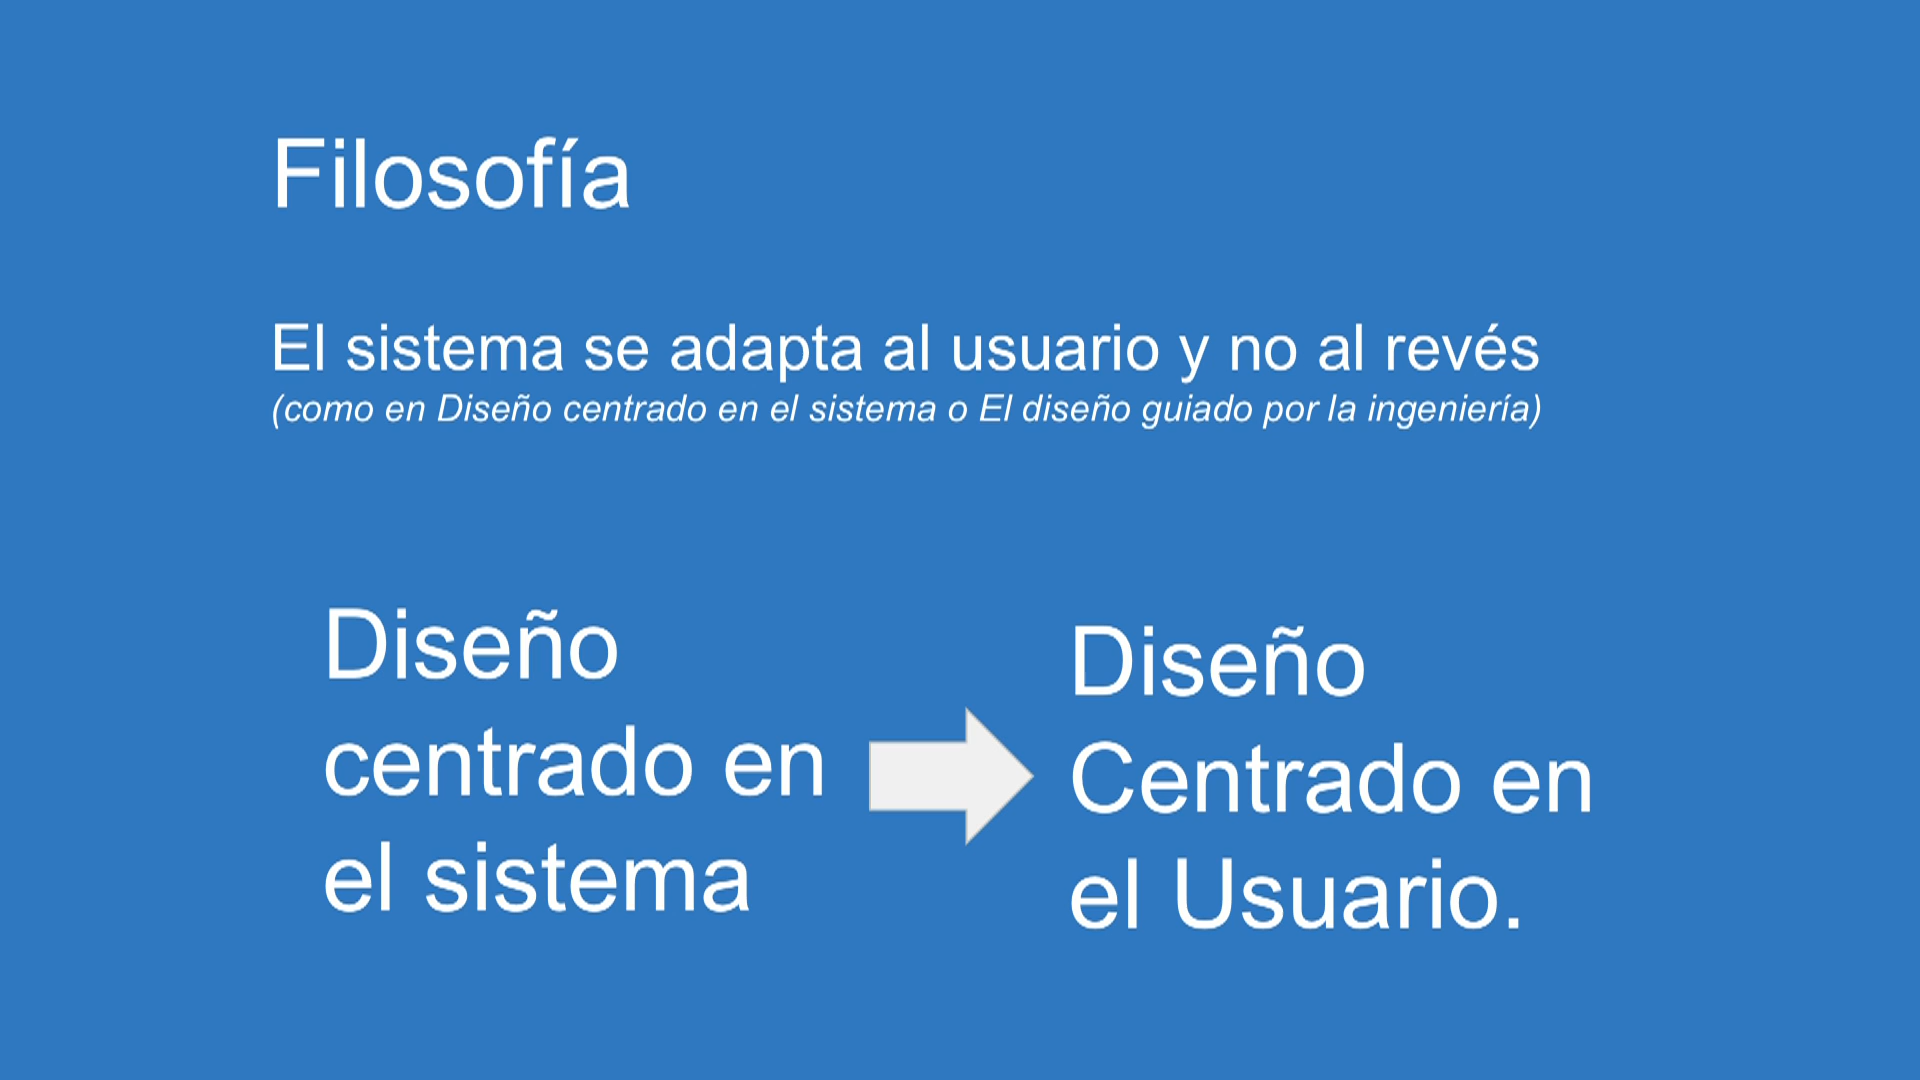 Filosofía
El sistema se adapta al usuario y no al revés
(como en Diseño centrado en el sistema o El diseño guiado por la ingeniería)
Diseño
centrado en
el sistema
Diseño
Centrado en
el Usuario.